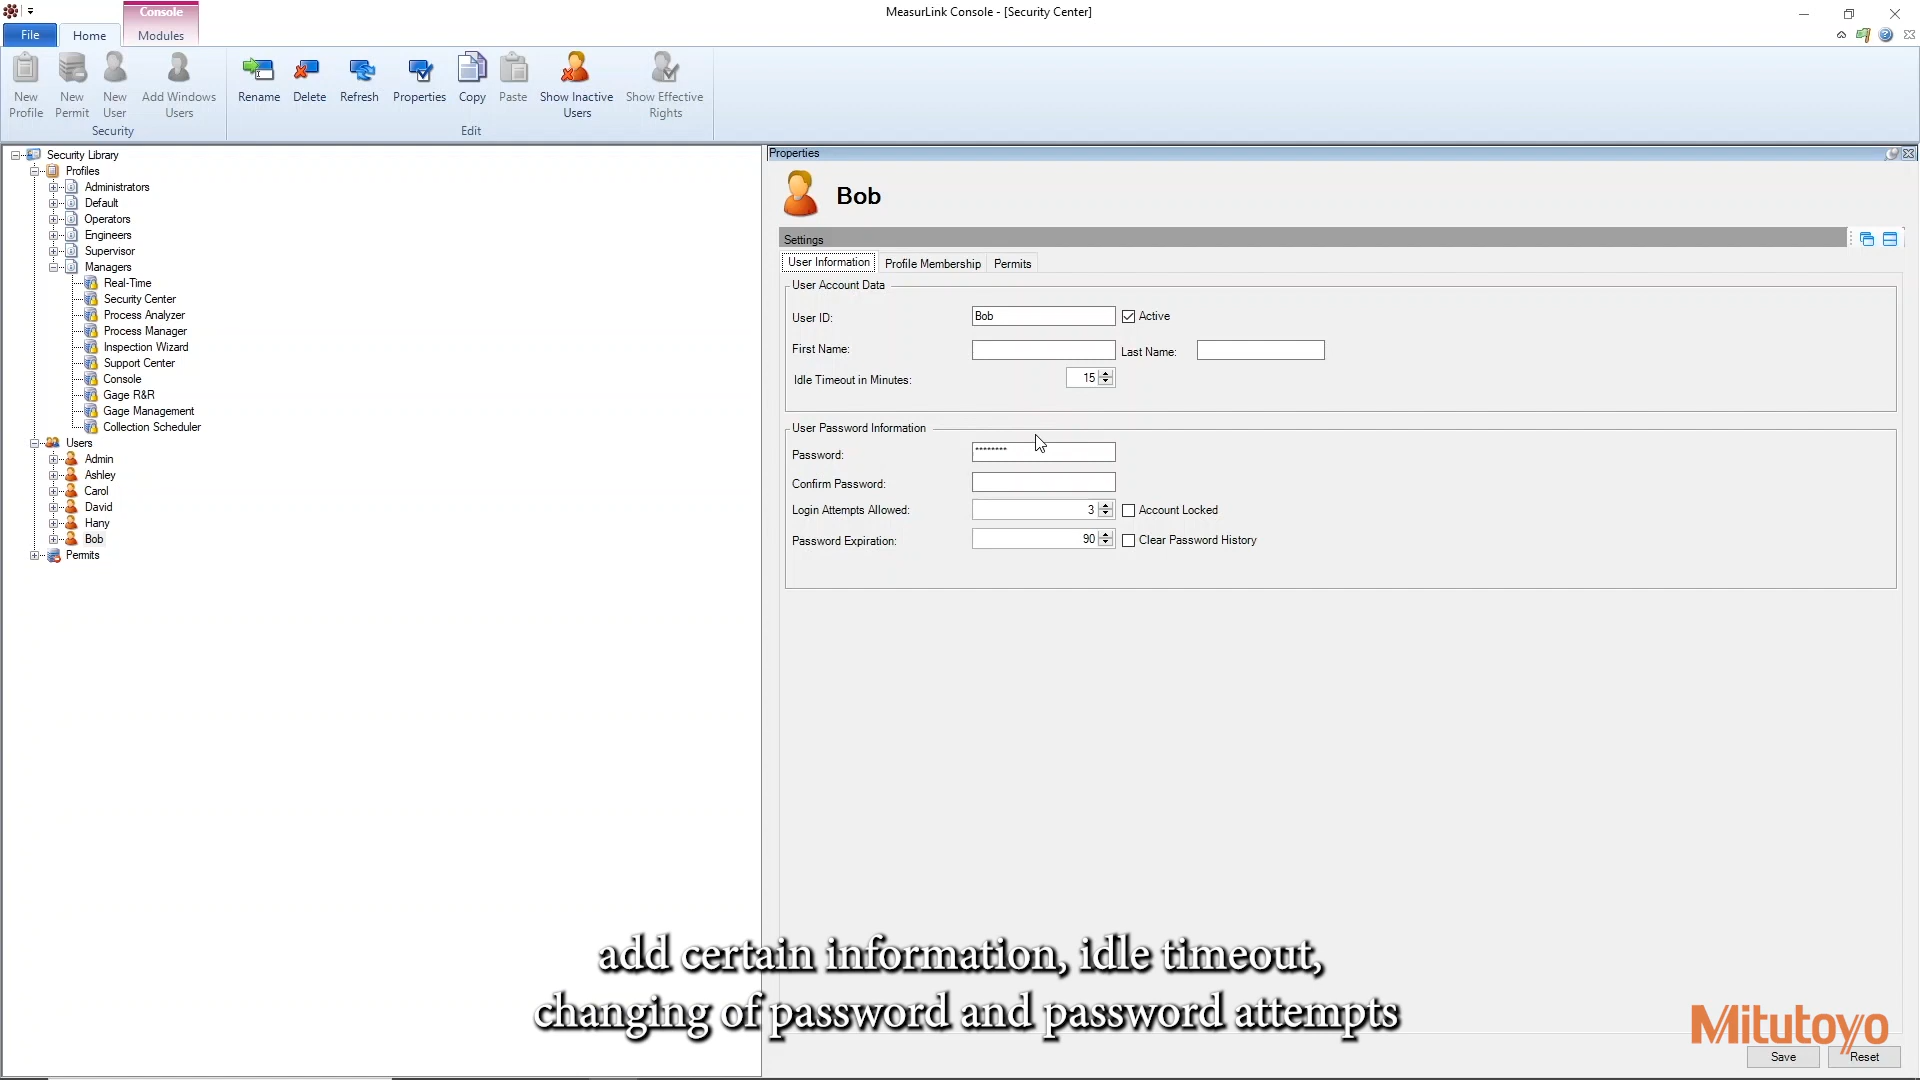 Console
MeasurLink Console - [Security Center]
File
Home
Modules
New Profile
New Permit
New User
Add Windows Users
Security
Rename
Delete
Refresh
Properties
Copy
Paste
Show Inactive Users
Show Effective Rights
Edit
Security Library
Profiles
Administrators
Default
Operators
Engineers
Supervisor
Managers
Real-Time
Security Center
Process Analyzer
Process Manager
Inspection Wizard
Support Center
Console
Gage R&R
Gage Management
Collection Scheduler
Users
Admin
Ashley
Carol
David
Hany
Bob
Permits
Properties
Bob
Settings
User Information Profile Membership Permits
User Account Data
User ID: Bob Active
First Name: Last Name:
Idle Timeout in Minutes: 15
User Password Information
Password: ********
Confirm Password:
Login Attempts Allowed: 3 Account Locked
Password Expiration: 90 Clear Password History
add certain information, idle timeout,
changing of password and password attempts
Mitutoyo
Save Reset